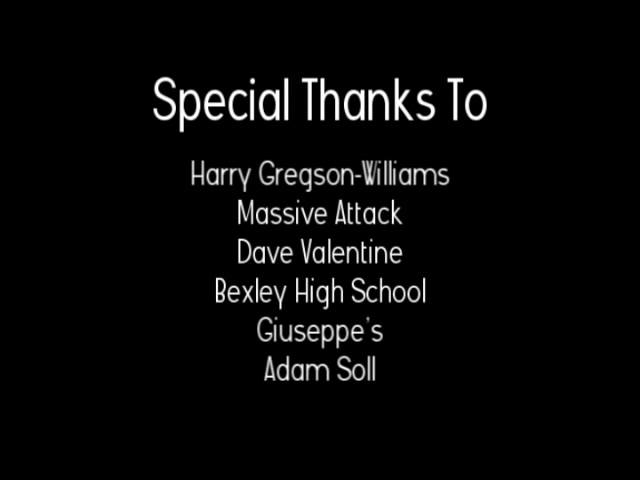 Special Thanks To
Harry Gregson-Williams
Massive Attack
Dave Valentine
Bexley High School
Giuseppe's
Adam Soll